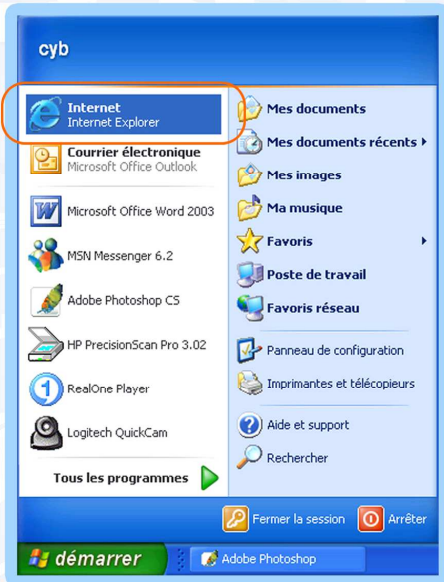 cyb
Internet
Internet Explorer
Courrier électronique
Microsoft Office Outlook
Microsoft Office Word 2003
MSN Messenger 6.2
Adobe Photoshop CS
HP PrecisionScan Pro 3.02
RealOne Player
Logitech QuickCam
Tous les programmes
Mes documents
Mes documents récents
Mes images
Ma musique
Favoris
Poste de travail
Favoris réseau
Panneau de configuration
Imprimantes et télécopieurs
Aide et support
Rechercher
Fermer la session
Arrêter
démarrer
Adobe Photoshop